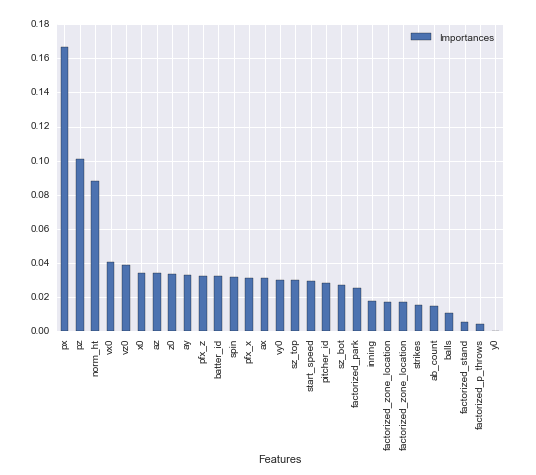 0.18
0.16
0.14
0.12
0.10
0.08
0.06
0.04
0.02
0.00
Importances
px
pz
norm_ht
vx0
vz0
x0
az
z0
ay
pfx_z
batter_id
spin
pfx_x
ax
vy0
sz_top
start_speed
pitcher_id
sz_bot
factorized_park
inning
factorized_zone_location
factorized_zone_location
strikes
ab_count
balls
factorized_stand
factorized_p_throws
y0
Features